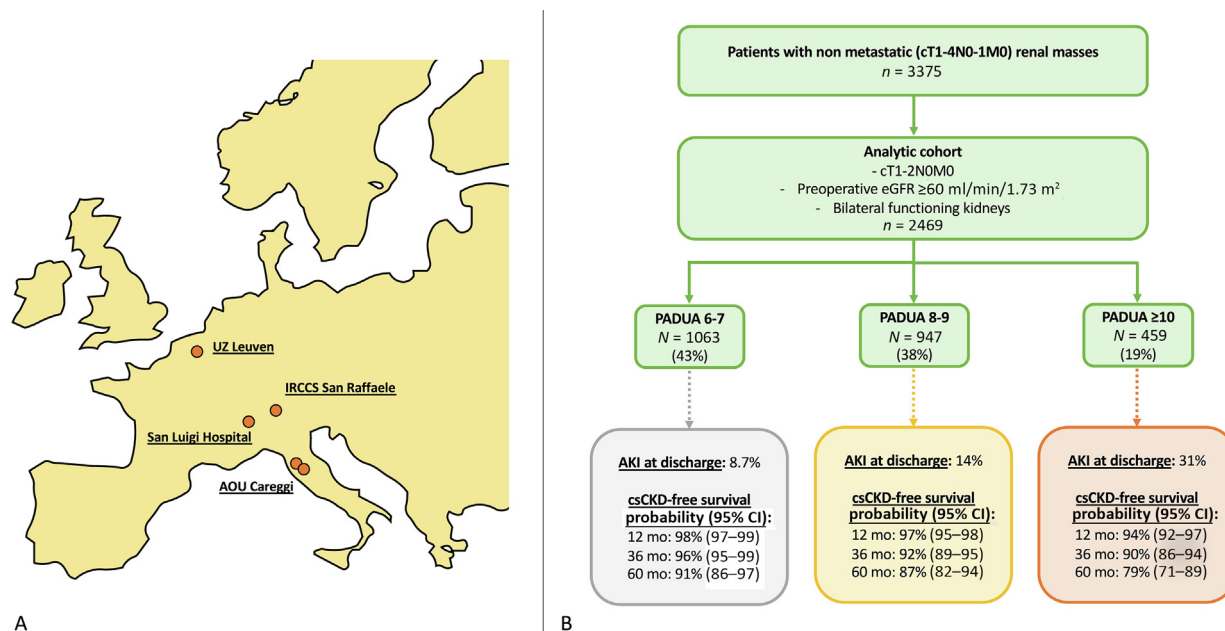 UZ Leuven
IRCCS San Raffaele
San Luigi Hospital
AOU Careggi
A
Patients with non metastatic (cT1-4N0-1M0) renal masses
n = 3375
Analytic cohort
- cT1-2N0M0
- Preoperative eGFR ≥60 ml/min/1.73 m²
- Bilateral functioning kidneys
n = 2469
PADUA 6-7
N = 1063
(43%)
PADUA 8-9
N = 947
(38%)
PADUA ≥10
N = 459
(19%)
AKI at discharge: 8.7%
csCKD-free survival
probability (95% CI):
12 mo: 98% (97–99)
36 mo: 96% (95–99)
60 mo: 91% (86–97)
AKI at discharge: 14%
csCKD-free survival
probability (95% CI):
12 mo: 97% (95–98)
36 mo: 92% (89–95)
60 mo: 87% (82–94)
AKI at discharge: 31%
csCKD-free survival
probability (95% CI):
12 mo: 94% (92–97)
36 mo: 90% (86–94)
60 mo: 79% (71–89)
B